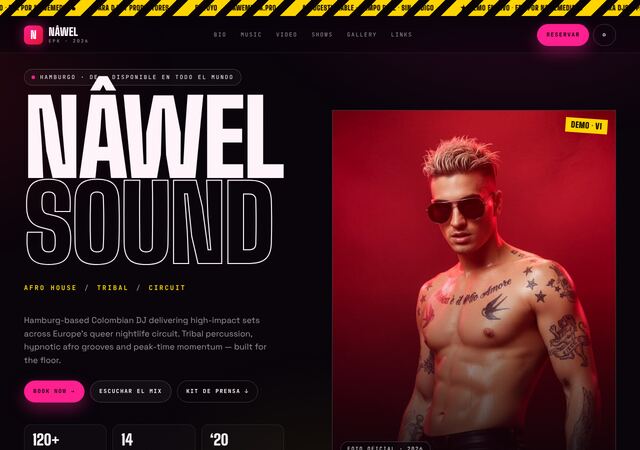 NÂWEL
EPK · 2026
BIO MUSIC VIDEO SHOWS GALLERY LINKS
RESERVAR
DISPONIBLE EN TODO EL MUNDO
HAMBURGO · DE
NÂWEL
SOUND
DEMO · V1
AFRO HOUSE / TRIBAL / CIRCUIT
Hamburg-based Colombian DJ delivering high-impact sets
across Europe's queer nightlife circuit. Tribal percussion,
hypnotic afro grooves and peak-time momentum — built for
the floor.
BOOK NOW → ESCUCHAR EL MIX KIT DE PRENSA ↓
120+ 14 '20
FOTO OFICIAL · 2026